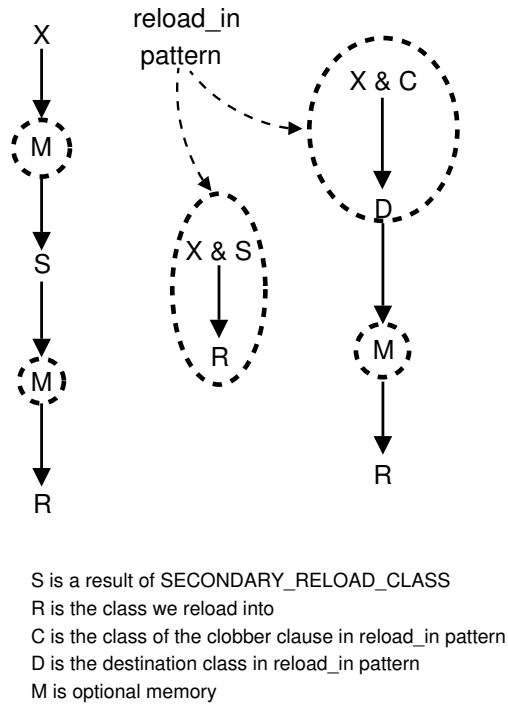 X
M
S
M
R
reload_in
pattern
X & S
R
X & C
D
M
R
S is a result of SECONDARY_RELOAD_CLASS
R is the class we reload into
C is the class of the clobber clause in reload_in pattern
D is the destination class in reload_in pattern
M is optional memory